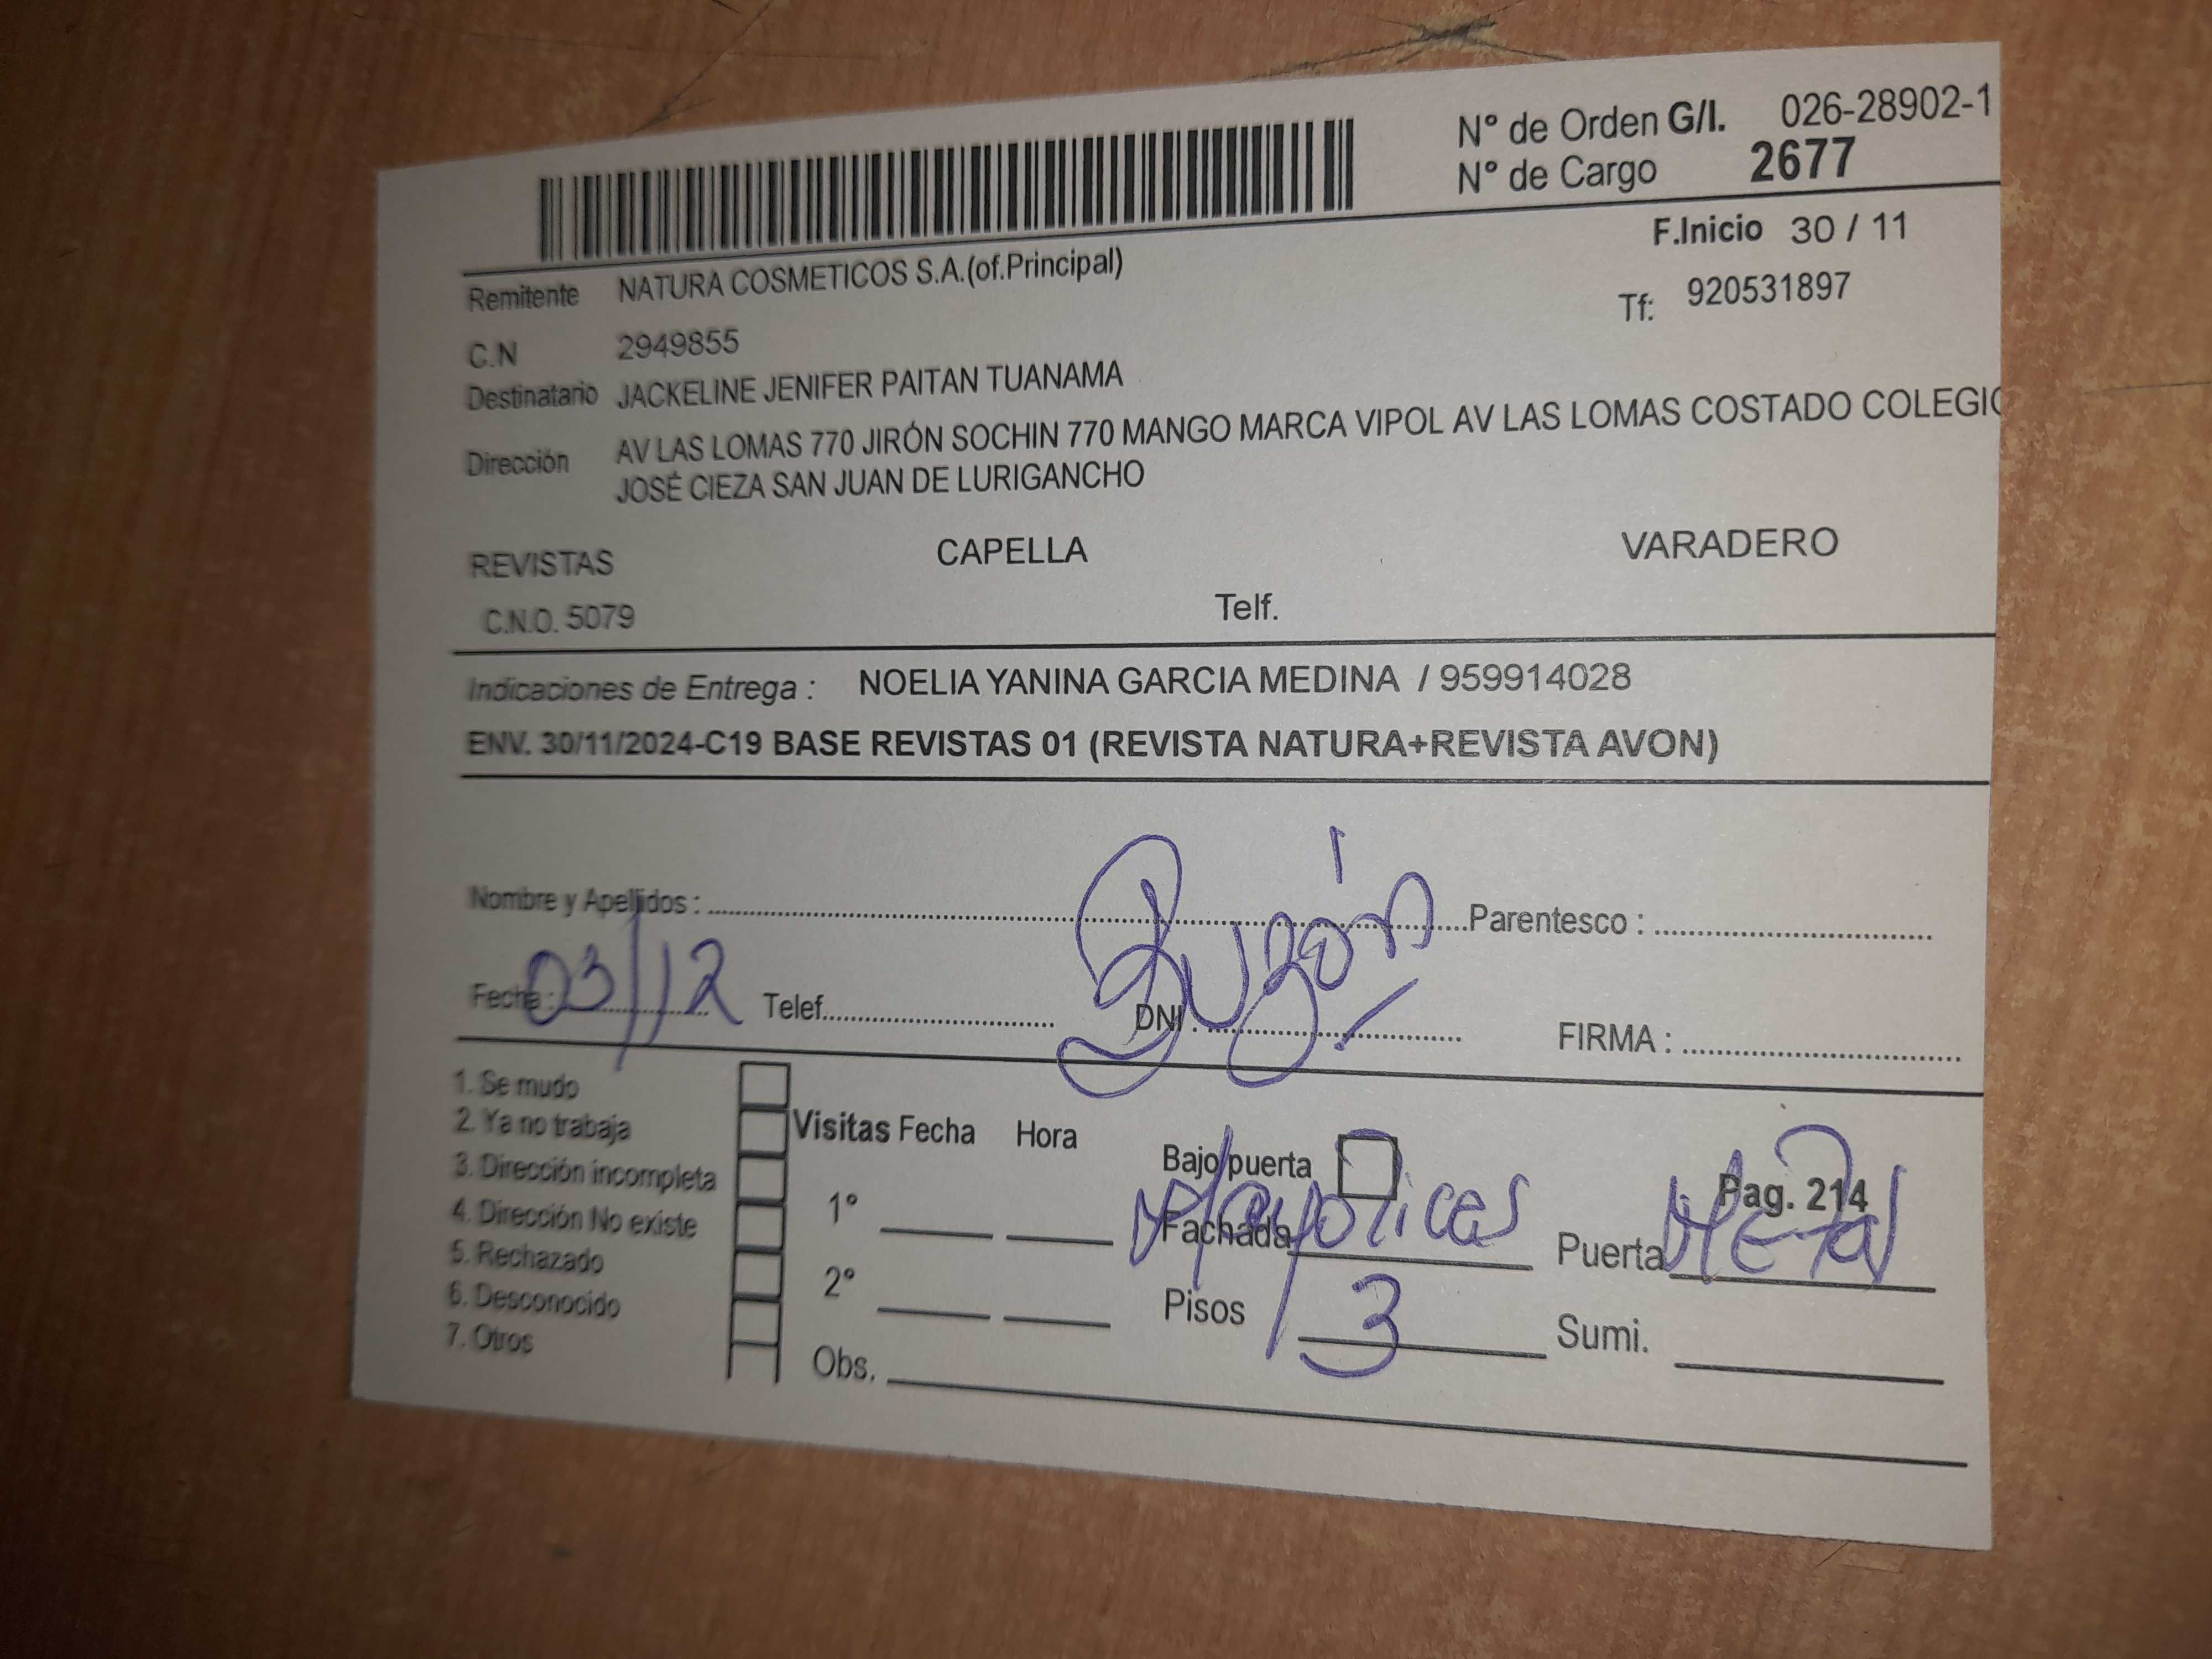 N° de Orden G/I. 026-28902-1
N° de Cargo 2677
F.Inicio 30 / 11
Remitente NATURA COSMETICOS S.A.(of.Principal)
Tf: 920531897
C.N 2949855
Destinatario JACKELINE JENIFER PAITAN TUANAMA
Dirección AV LAS LOMAS 770 JIRÓN SOCHIN 770 MANGO MARCA VIPOL AV LAS LOMAS COSTADO COLEGIO
JOSÉ CIEZA SAN JUAN DE LURIGANCHO
REVISTAS CAPELLA VARADERO
C.N.O. 5079 Telf.
Indicaciones de Entrega : NOELIA YANINA GARCIA MEDINA / 959914028
ENV. 30/11/2024-C19 BASE REVISTAS 01 (REVISTA NATURA+REVISTA AVON)
Nombre y Apellidos : Buzón Parentesco :
Fecha : 03/12 Telef. DNI : FIRMA :
1. Se mudo
2. Ya no trabaja
3. Dirección incompleta
4. Dirección No existe
5. Rechazado
6. Desconocido
7. Otros
Visitas Fecha Hora
1°
2°
Obs.
Bajo puerta
Pag. 214
Fachada Mayolicas Puerta Metal
Pisos 3 Sumi.